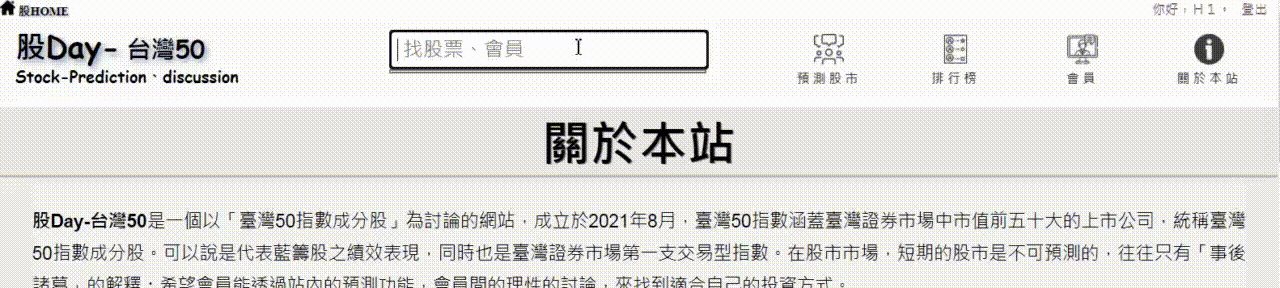 股HOME
你好，H１。 登出
股Day- 台灣50
Stock-Prediction、discussion
找股票、會員
預測股市
排行榜
會員
關於本站
關於本站
股Day-台灣50是一個以「臺灣50指數成分股」為討論的網站，成立於2021年8月，臺灣50指數涵蓋臺灣證券市場中市值前五十大的上市公司，統稱臺灣
50指數成分股。可以說是代表藍籌股之績效表現，同時也是臺灣證券市場第一支交易型指數。在股市市場，短期的股市是不可預測的，往往只有「事後
諸葛」的解釋．希望會員能透過站內的預測功能，會員間的理性的討論，來找到適合自己的投資方式。